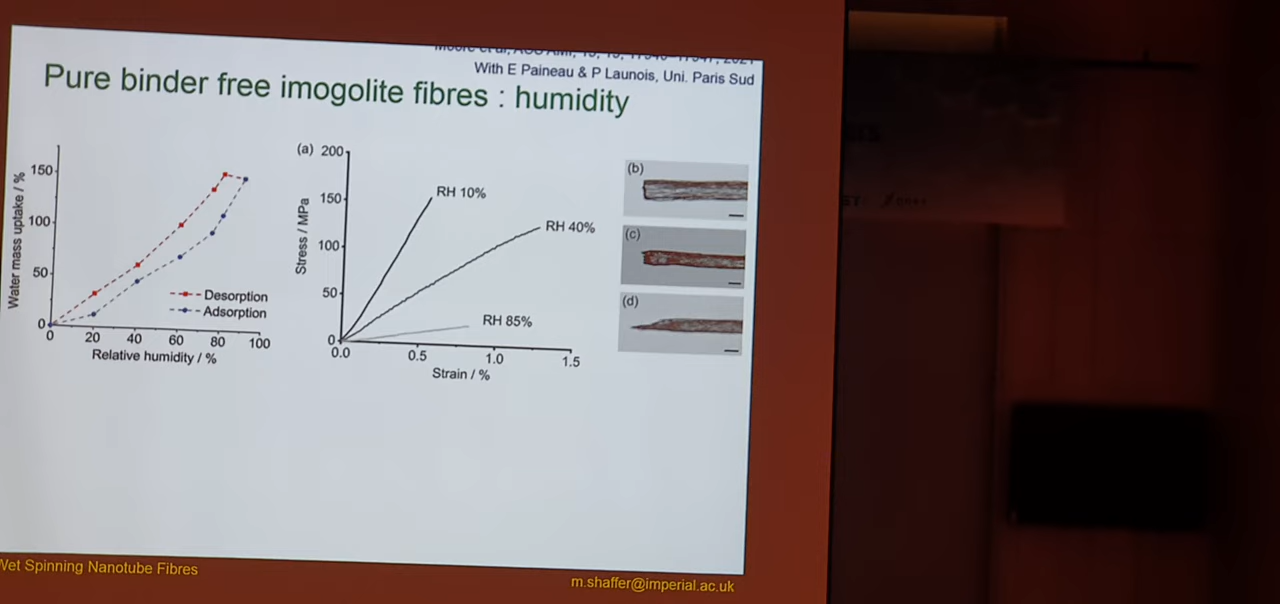 With E Paineau & P Launois, Uni. Paris Sud
Pure binder free imogolite fibres : humidity
Water mass uptake / %
150
100
50
0
0
20
40
60
80
100
Relative humidity / %
Desorption
Adsorption
(a)
200
150
100
50
0
Stress / MPa
RH 10%
RH 40%
RH 85%
0.0
0.5
1.0
1.5
Strain / %
(b)
(c)
(d)
Wet Spinning Nanotube Fibres
m.shaffer@imperial.ac.uk